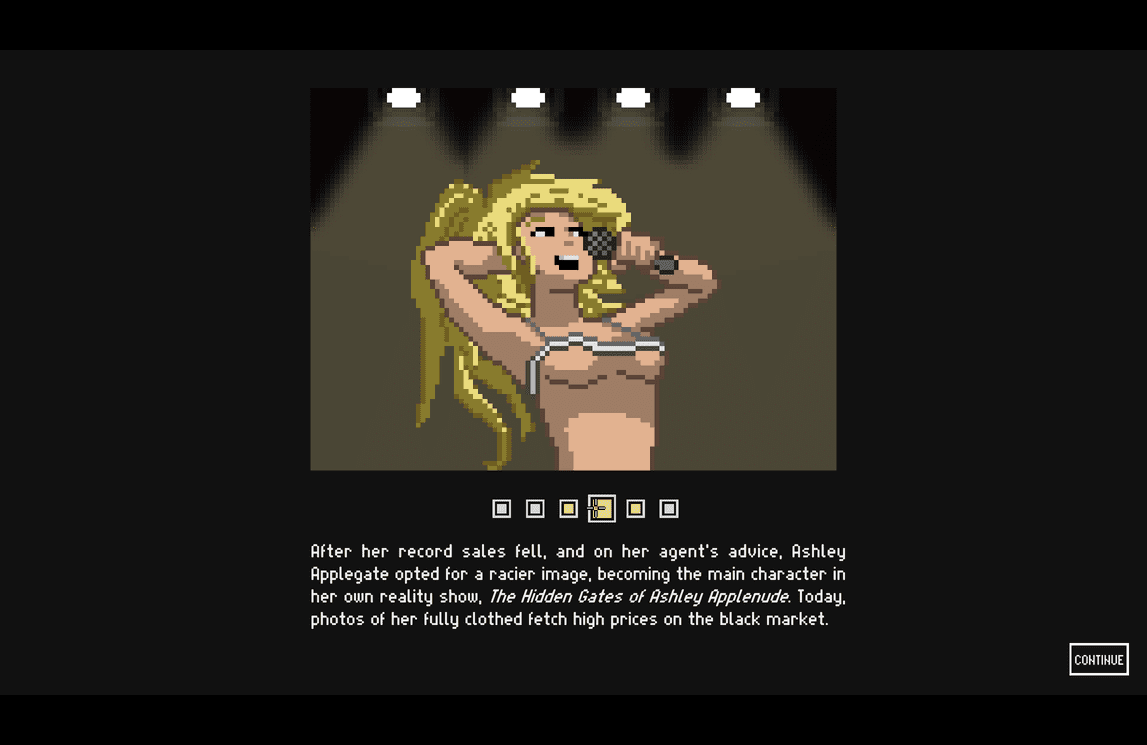 After her record sales fell, and on her agent's advice, Ashley
Applegate opted for a racier image, becoming the main character in
her own reality show, The Hidden Gates of Ashley Applenude. Today,
photos of her fully clothed fetch high prices on the black market.
CONTINUE